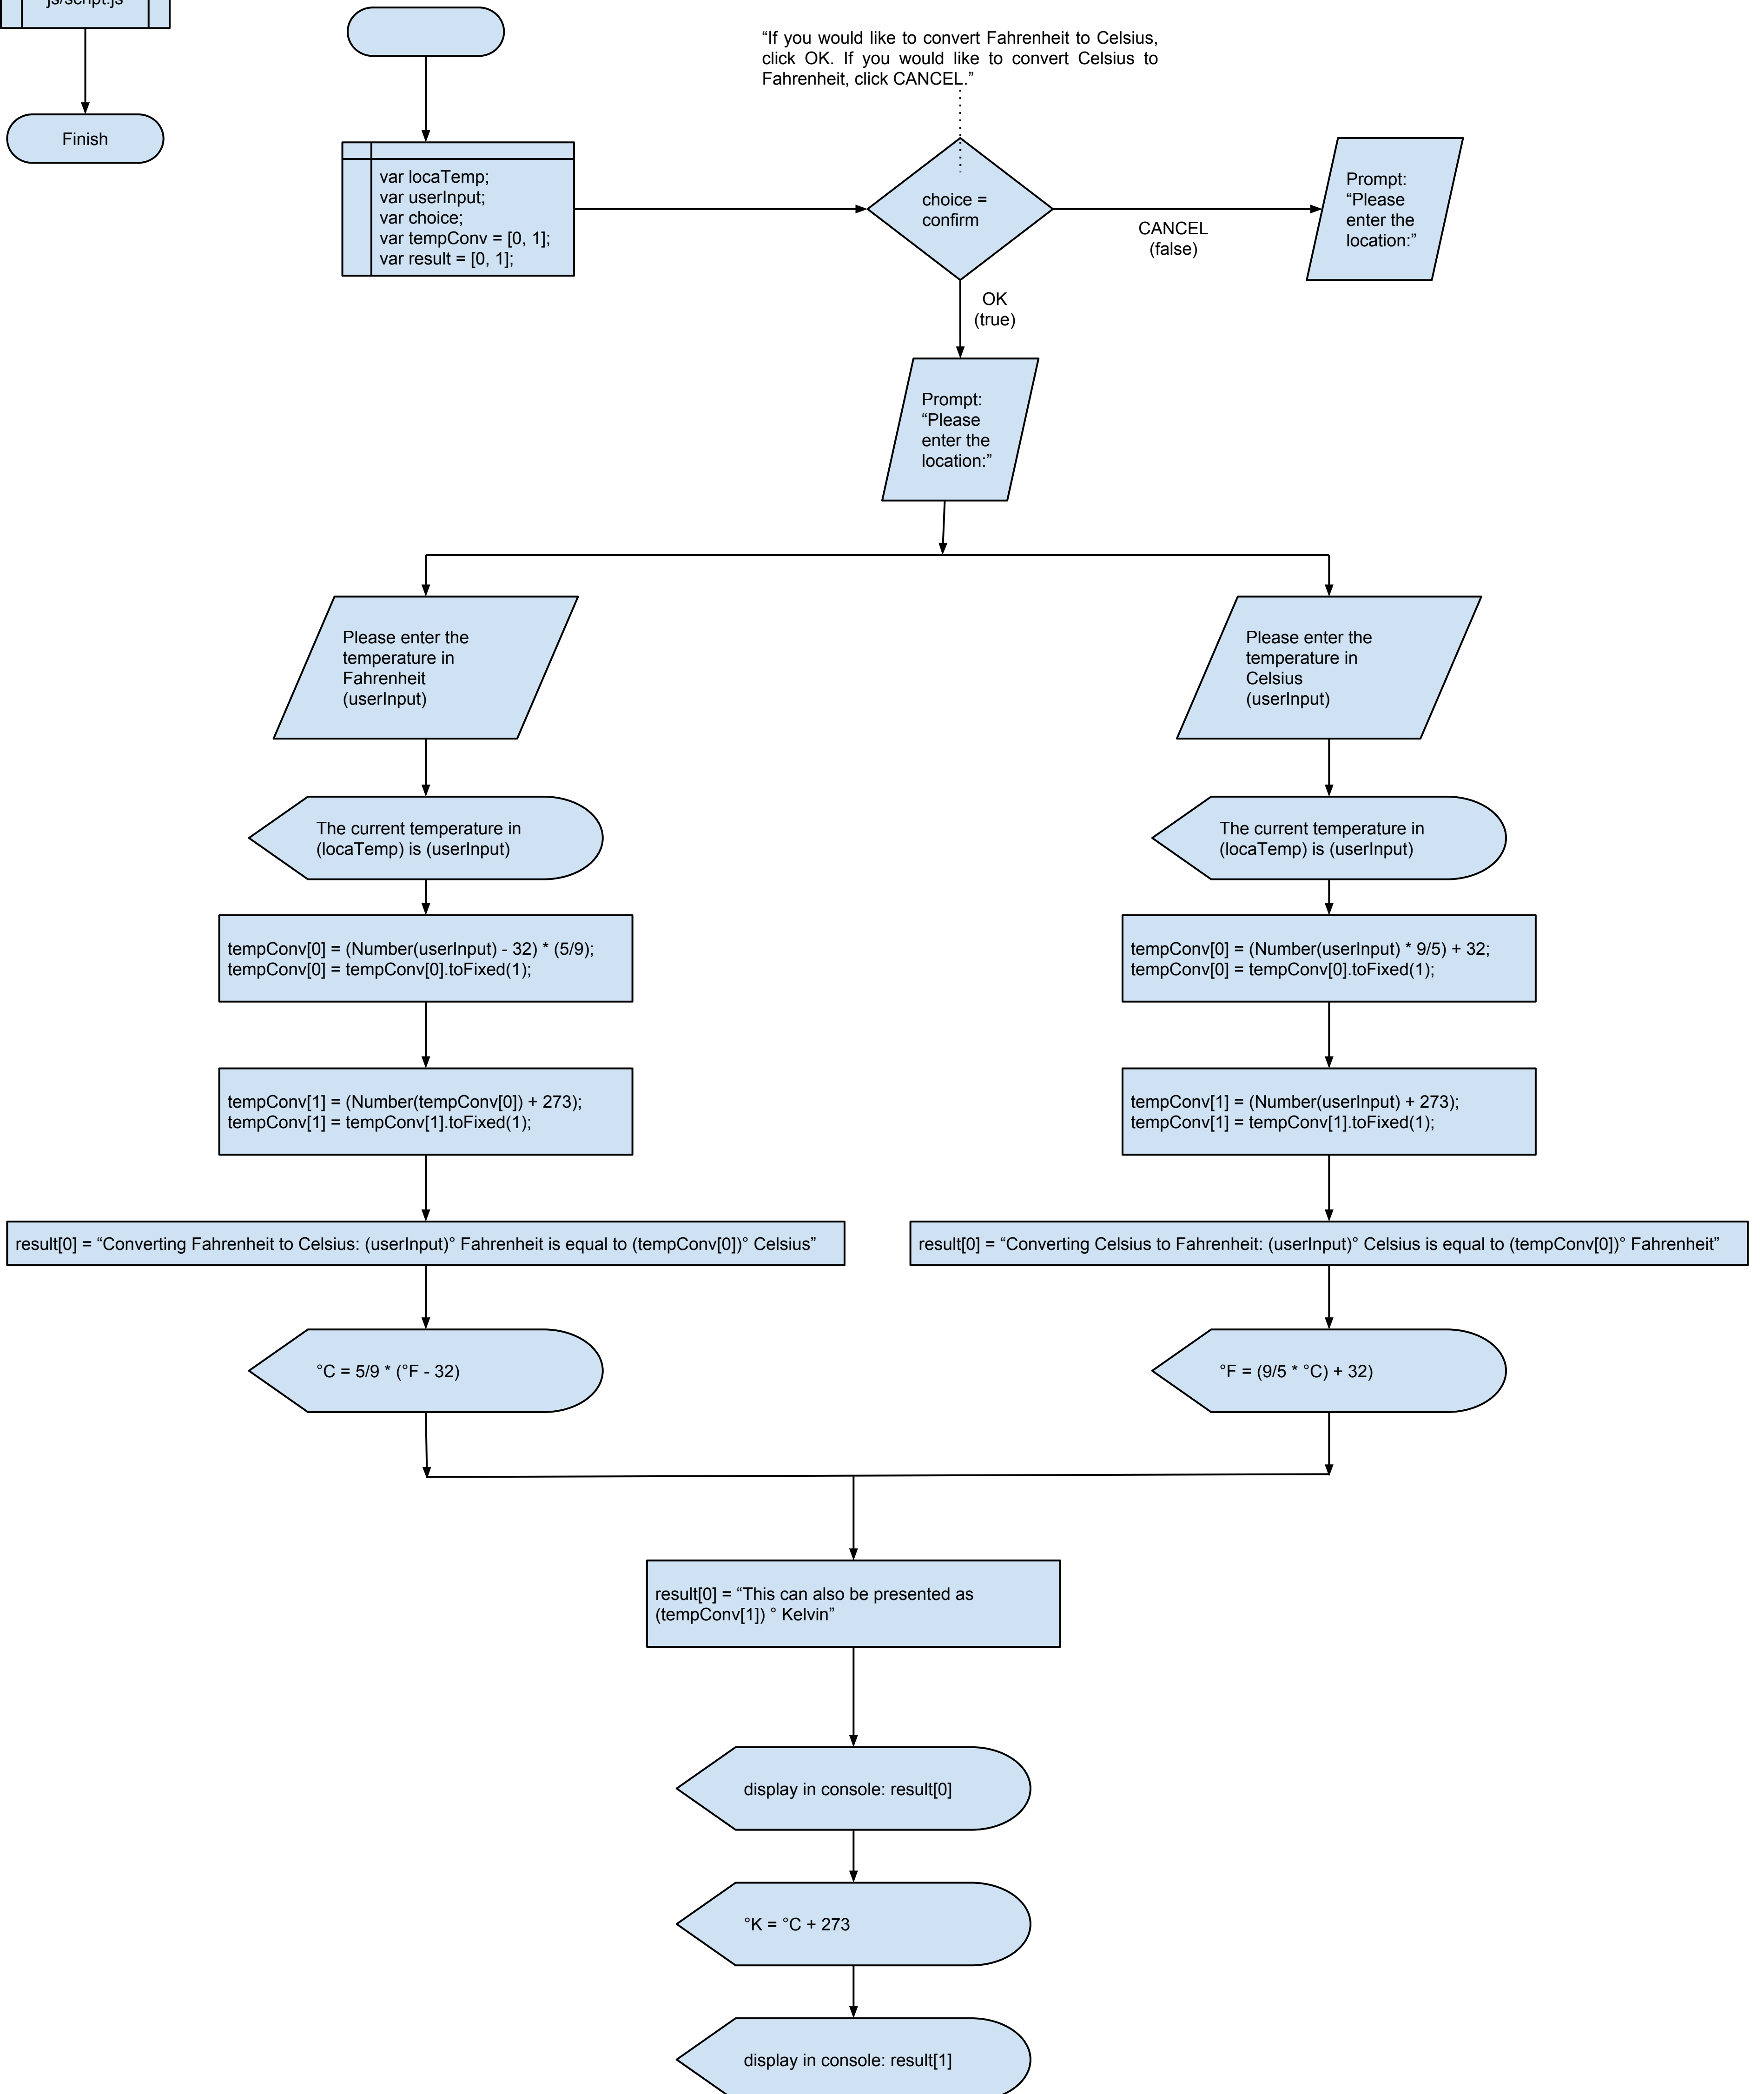 js/script.js
Finish
“If you would like to convert Fahrenheit to Celsius,
click OK. If you would like to convert Celsius to
Fahrenheit, click CANCEL.”
var locaTemp;
var userInput;
var choice;
var tempConv = [0, 1];
var result = [0, 1];
choice =
confirm
CANCEL
(false)
Prompt:
“Please
enter the
location:”
OK
(true)
Prompt:
“Please
enter the
location:”
Please enter the
temperature in
Fahrenheit
(userInput)
Please enter the
temperature in
Celsius
(userInput)
The current temperature in
(locaTemp) is (userInput)
The current temperature in
(locaTemp) is (userInput)
tempConv[0] = (Number(userInput) - 32) * (5/9);
tempConv[0] = tempConv[0].toFixed(1);
tempConv[0] = (Number(userInput) * 9/5) + 32;
tempConv[0] = tempConv[0].toFixed(1);
tempConv[1] = (Number(tempConv[0]) + 273);
tempConv[1] = tempConv[1].toFixed(1);
tempConv[1] = (Number(userInput) + 273);
tempConv[1] = tempConv[1].toFixed(1);
result[0] = “Converting Fahrenheit to Celsius: (userInput)° Fahrenheit is equal to (tempConv[0])° Celsius”
result[0] = “Converting Celsius to Fahrenheit: (userInput)° Celsius is equal to (tempConv[0])° Fahrenheit”
°C = 5/9 * (°F - 32)
°F = (9/5 * °C) + 32)
result[0] = “This can also be presented as
(tempConv[1]) ° Kelvin”
display in console: result[0]
°K = °C + 273
display in console: result[1]